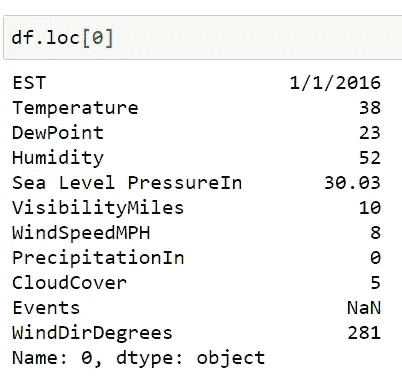 df.loc[0]
EST 1/1/2016
Temperature 38
DewPoint 23
Humidity 52
Sea Level PressureIn 30.03
VisibilityMiles 10
WindSpeedMPH 8
PrecipitationIn 0
CloudCover 5
Events NaN
WindDirDegrees 281
Name: 0, dtype: object